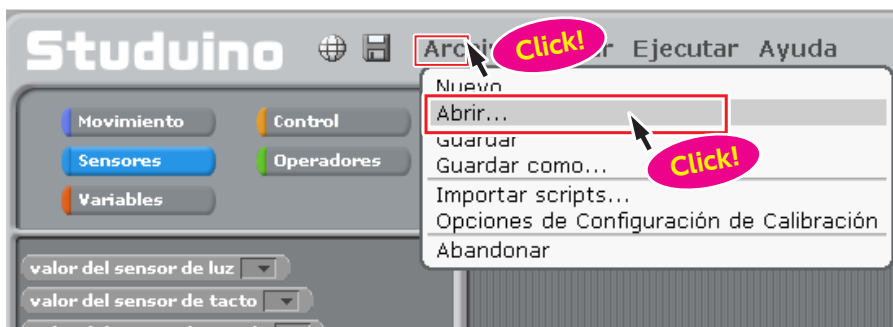 Studuino
Click! Ejecutar Ayuda
Nuevo
Abrir...
Guardar
Guardar como...
Click!
Importar scripts...
Opciones de Configuración de Calibración
Abandonar
Movimiento Control
Sensores Operadores
Variables
valor del sensor de luz
valor del sensor de tacto